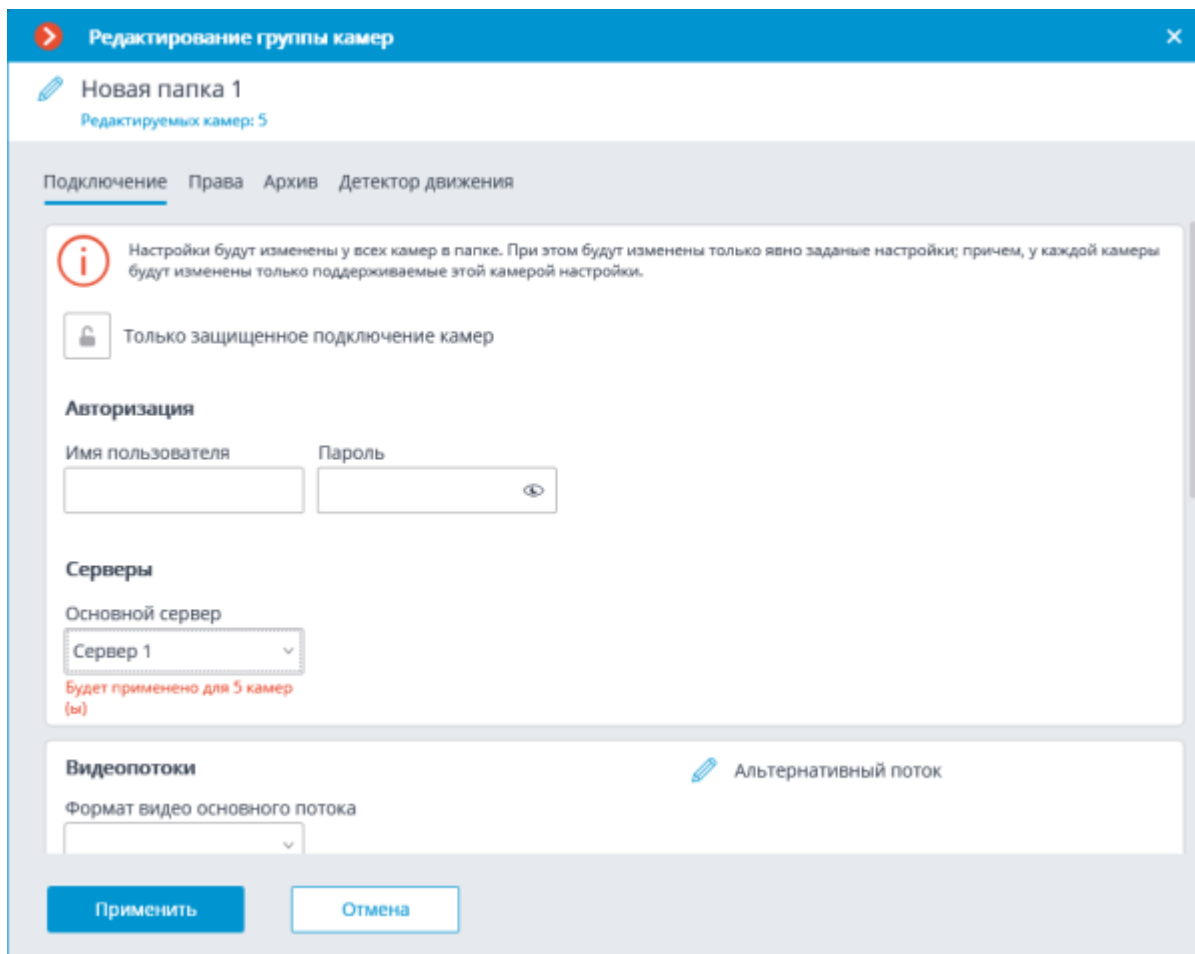 Редактирование группы камер
Новая папка 1
Редактируемых камер: 5
Подключение Права Архив Детектор движения
Настройки будут изменены у всех камер в папке. При этом будут изменены только явно заданые настройки; причем, у каждой камеры
будут изменены только поддерживаемые этой камерой настройки.
Только защищенное подключение камер
Авторизация
Имя пользователя Пароль
Серверы
Основной сервер
Сервер 1
Будет применено для 5 камер
(ы)
Видеопотоки Альтернативный поток
Формат видео основного потока
Применить Отмена